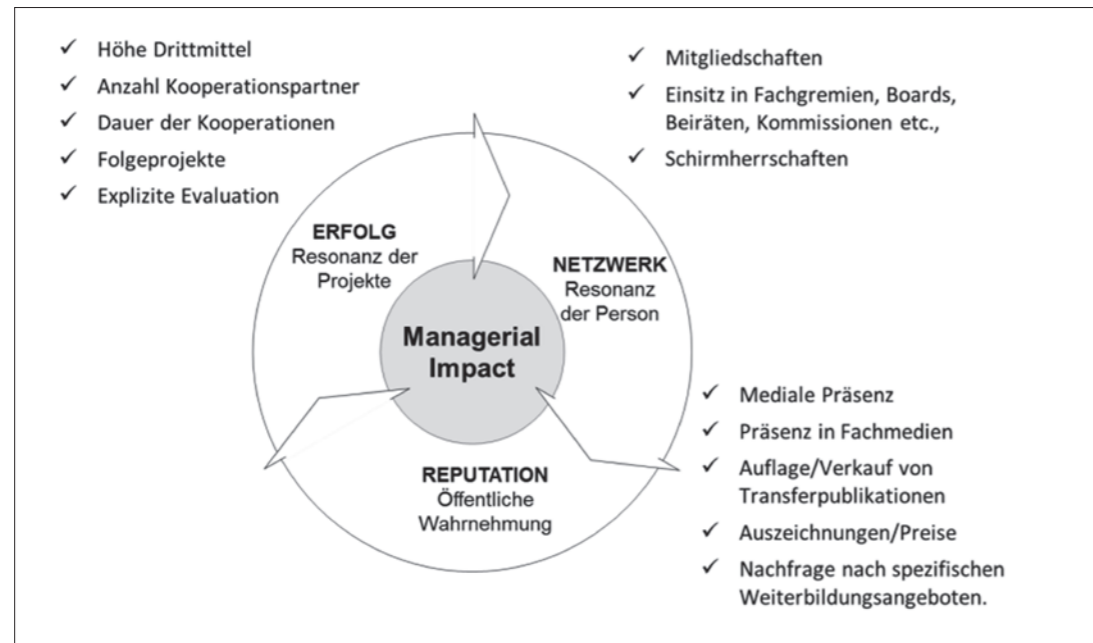 ✓ Höhe Drittmittel
✓ Anzahl Kooperationspartner
✓ Dauer der Kooperationen
✓ Folgeprojekte
✓ Explizite Evaluation
✓ Mitgliedschaften
✓ Einsitz in Fachgremien, Boards,
Beiräten, Kommissionen etc.,
✓ Schirmherrschaften
ERFOLG
Resonanz der
Projekte
NETZWERK
Resonanz
der Person
Managerial
Impact
REPUTATION
Öffentliche
Wahrnehmung
✓ Mediale Präsenz
✓ Präsenz in Fachmedien
✓ Auflage/Verkauf von
Transferpublikationen
✓ Auszeichnungen/Preise
✓ Nachfrage nach spezifischen
Weiterbildungsangeboten.